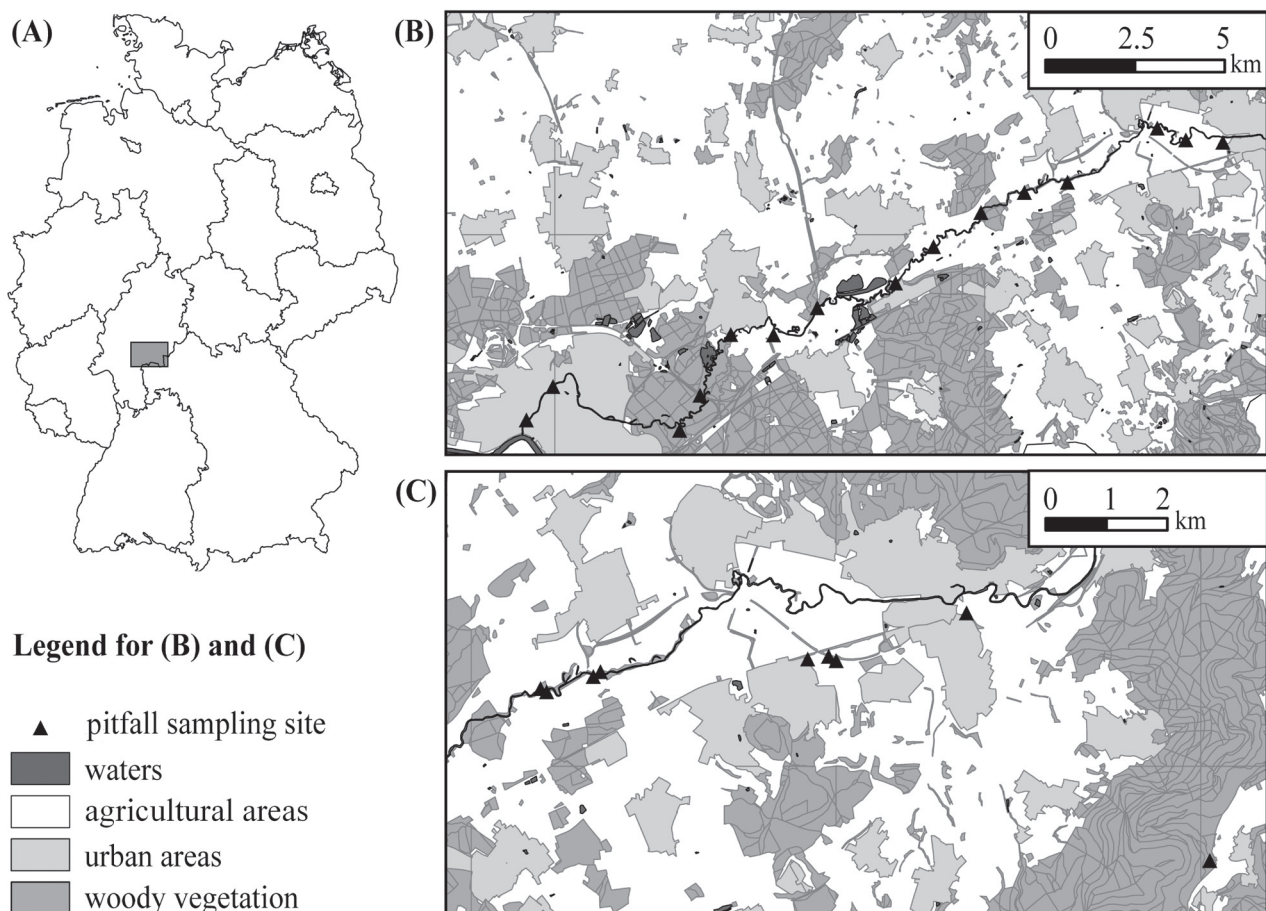 (A)
(B)
0 2.5 5
km
(C)
0 1 2
km
Legend for (B) and (C)
pitfall sampling site
waters
agricultural areas
urban areas
woody vegetation